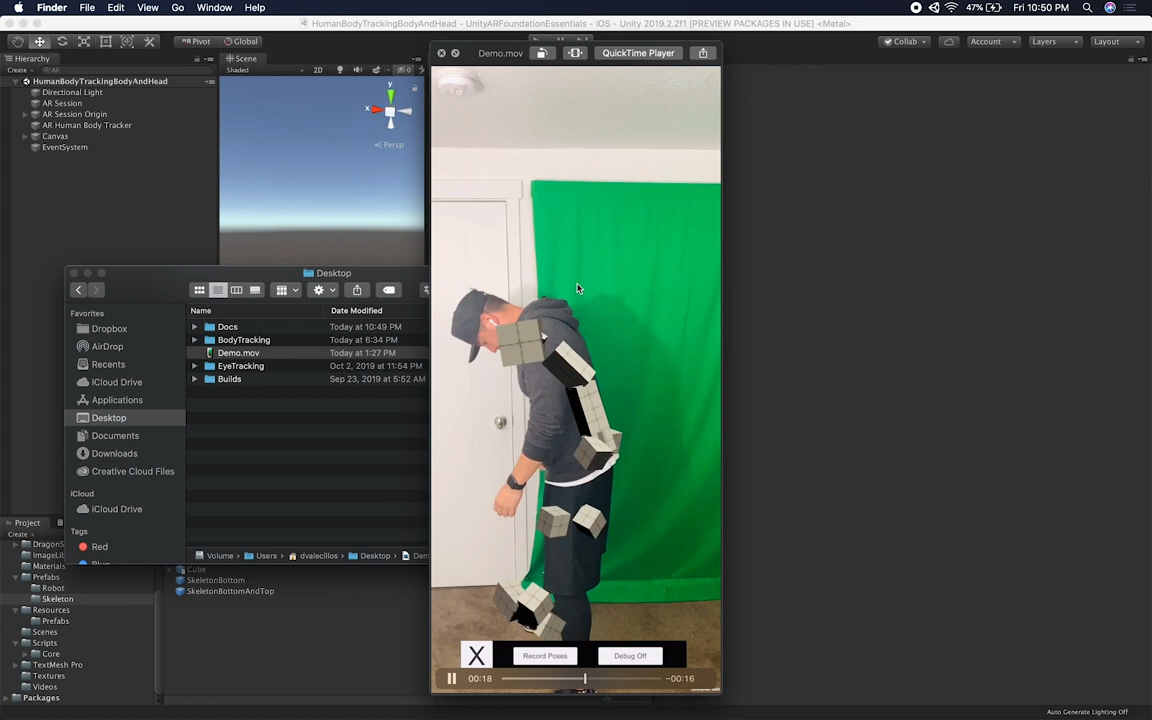 Finder File Edit View Go Window Help 47% Fri 10:50 PM
HumanBodyTrackingBodyAndHead - UnityARFoundationEssentials - iOS - Unity 2019.2.2f1 [PREVIEW PACKAGES IN USE] <Metal>
Pivot Global Collab Account Layers Layout
Hierarchy
Create All
HumanBodyTrackingBodyAndHead
Directional Light
AR Session
AR Session Origin
AR Human Body Tracker
Canvas
EventSystem
Scene
Shaded 2D 0
y
x
Persp
Demo.mov QuickTime Player
Desktop
Favorites
Dropbox
AirDrop
Recents
iCloud Drive
Applications
Desktop
Documents
Downloads
Creative Cloud Files
iCloud
iCloud Drive
Tags
Red
Name Date Modified
Docs Today at 10:49 PM
BodyTracking Today at 6:34 PM
Demo.mov Today at 1:27 PM
EyeTracking Oct 2, 2019 at 11:54 PM
Builds Sep 23, 2019 at 5:52 AM
Volume › Users › dvalecillos › Desktop › Dem
Project
Create
DragonS
ImageLib
Materials
Prefabs
Robot
Skeleton
Resources
Prefabs
Scenes
Scripts
Core
TextMesh Pro
Textures
Videos
Packages
Cube
SkeletonBottom
SkeletonBottomAndTop
X Record Poses Debug Off
00:18 -00:16
Auto Generate Lighting Off